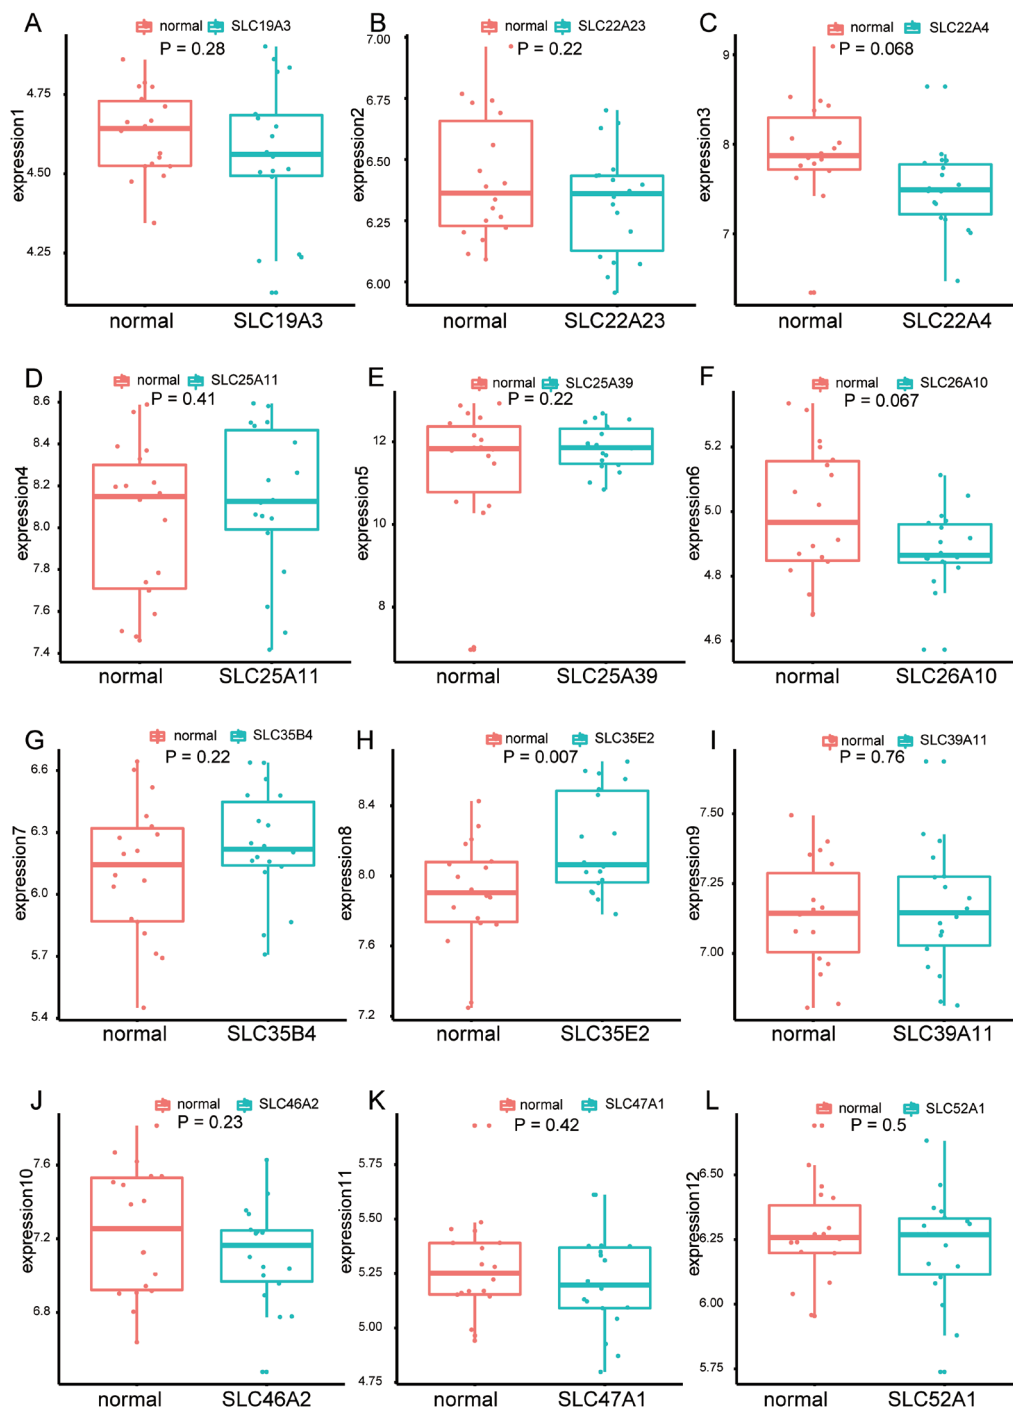 A
normal SLC19A3
P = 0.28
expression1
4.75
4.50
4.25
normal SLC19A3
B
normal SLC22A23
P = 0.22
expression2
7.00
6.75
6.50
6.25
6.00
normal SLC22A23
C
normal SLC22A4
P = 0.068
expression3
9
8
7
normal SLC22A4
D
normal SLC25A11
P = 0.41
expression4
8.6
8.4
8.2
8.0
7.8
7.6
7.4
normal SLC25A11
E
normal SLC25A39
P = 0.22
expression5
12
10
8
normal SLC25A39
F
normal SLC26A10
P = 0.067
expression6
5.2
5.0
4.8
4.6
normal SLC26A10
G
normal SLC35B4
P = 0.22
expression7
6.6
6.3
6.0
5.7
5.4
normal SLC35B4
H
normal SLC35E2
P = 0.007
expression8
8.4
8.0
7.6
7.2
normal SLC35E2
I
normal SLC39A11
P = 0.76
expression9
7.50
7.25
7.00
normal SLC39A11
J
normal SLC46A2
P = 0.23
expression10
7.6
7.2
6.8
normal SLC46A2
K
normal SLC47A1
P = 0.42
expression11
5.75
5.50
5.25
5.00
4.75
normal SLC47A1
L
normal SLC52A1
P = 0.5
expression12
6.50
6.25
6.00
5.75
normal SLC52A1